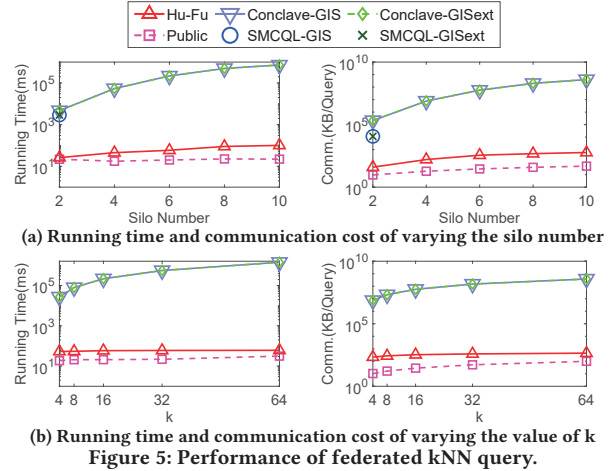 Hu-Fu Conclave-GIS Conclave-GISext
Public SMCQL-GIS SMCQL-GISext
Running Time(ms)
10^5
10^3
10^1
2 4 6 8 10
Silo Number
Comm.(KB/Query)
10^10
10^5
10^0
2 4 6 8 10
Silo Number
(a) Running time and communication cost of varying the silo number
Running Time(ms)
10^5
10^3
10^1
4 8 16 32 64
k
Comm.(KB/Query)
10^10
10^5
10^0
4 8 16 32 64
k
(b) Running time and communication cost of varying the value of k
Figure 5: Performance of federated kNN query.